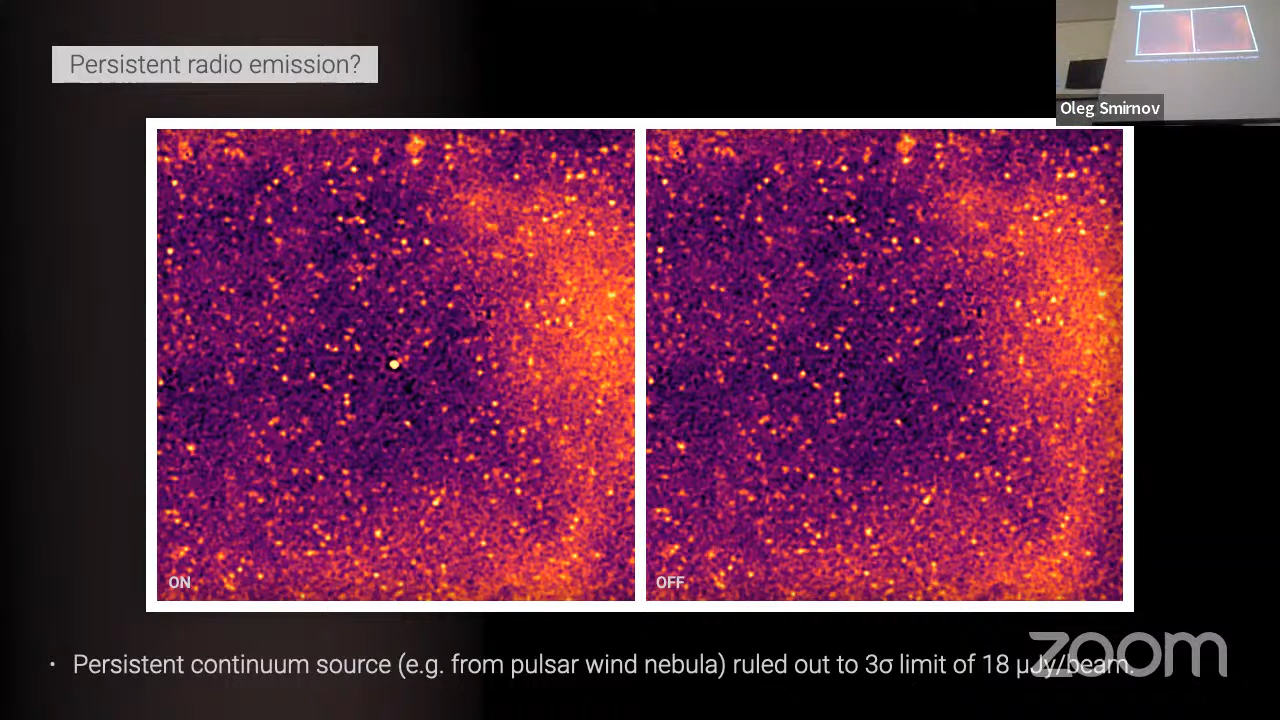 Persistent radio emission?
Oleg Smirnov
ON
OFF
• Persistent continuum source (e.g. from pulsar wind nebula) ruled out to 3σ limit of 18 μJy/beam.
zoom